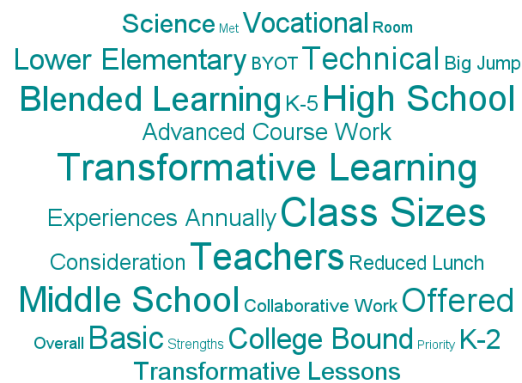 Science Met Vocational Room
Lower Elementary BYOT Technical Big Jump
Blended Learning K-5 High School
Advanced Course Work
Transformative Learning
Experiences Annually Class Sizes
Consideration Teachers Reduced Lunch
Middle School Collaborative Work Offered
Overall Basic Strengths College Bound Priority K-2
Transformative Lessons